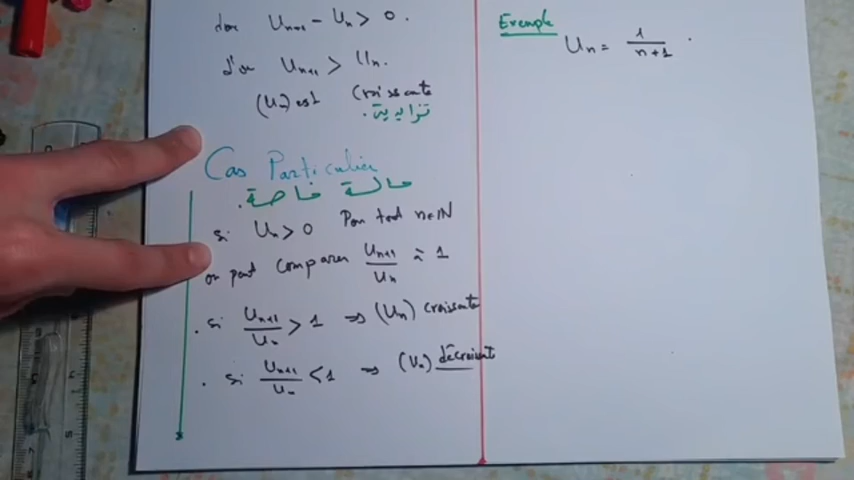 donc Uₙ₊₁ - Uₙ > 0.
d'où Uₙ₊₁ > Uₙ.
(Uₙ) est Croissante
تزايدية.
Cas Particulier
حالة خاصة.
si Uₙ > 0 Pour tout n∈ℕ
on peut comparer Uₙ₊₁/Uₙ à 1
. si Uₙ₊₁/Uₙ > 1 ⇒ (Uₙ) croissante
. si Uₙ₊₁/Uₙ < 1 ⇒ (Uₙ) décroissant
Exemple
Uₙ = 1/(n+1) .